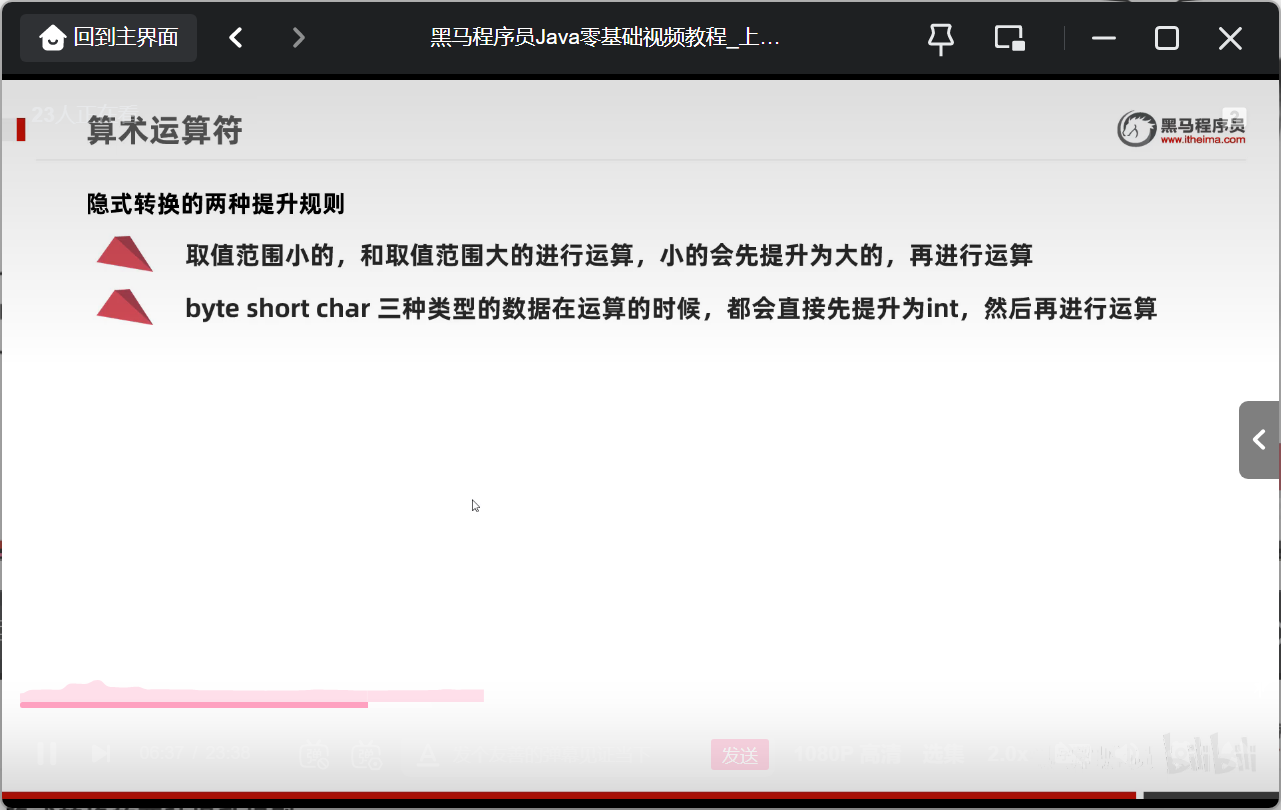 回到主界面
黑马程序员Java零基础视频教程_上…
23人正在看
算术运算符
黑马程序员
www.itheima.com
隐式转换的两种提升规则
取值范围小的，和取值范围大的进行运算，小的会先提升为大的，再进行运算
byte short char 三种类型的数据在运算的时候，都会直接先提升为int，然后再进行运算
发送
1080P 高清
选集
2.0x
bilibili